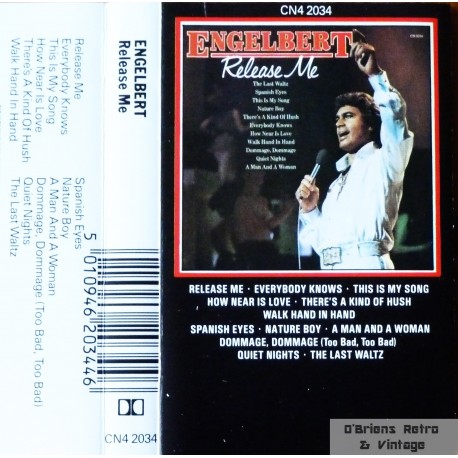 Release Me
Everybody Knows
This Is My Song
How Near Is Love
There's A Kind Of Hush
Walk Hand In Hand
Spanish Eyes
Nature Boy
A Man And A Woman
Dommage, Dommage (Too Bad, Too Bad)
Quiet Nights
The Last Waltz
ENGELBERT
Release Me
5 010946 203446
CN4 2034
CN4 2034
ENGELBERT
Release Me
The Last Waltz
Spanish Eyes
This Is My Song
Nature Boy
There's A Kind Of Hush
Everybody Knows
How Near Is Love
Walk Hand In Hand
Dommage, Dommage
Quiet Nights
A Man And A Woman
RELEASE ME · EVERYBODY KNOWS · THIS IS MY SONG
HOW NEAR IS LOVE · THERE'S A KIND OF HUSH
WALK HAND IN HAND
SPANISH EYES · NATURE BOY · A MAN AND A WOMAN
DOMMAGE, DOMMAGE (Too Bad, Too Bad)
QUIET NIGHTS · THE LAST WALTZ
O'Briens Retro
& Vintage